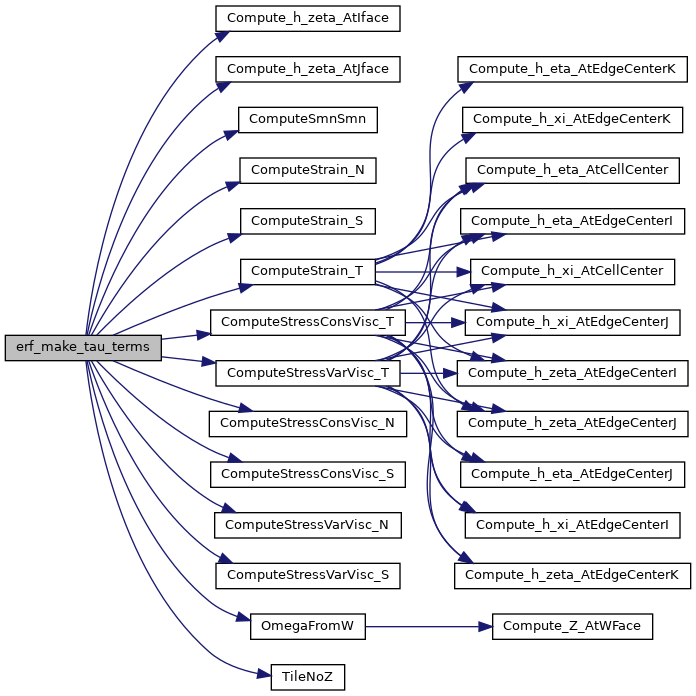 erf_make_tau_terms
Compute_h_zeta_AtIface
Compute_h_zeta_AtJface
ComputeSmnSmn
ComputeStrain_N
ComputeStrain_S
ComputeStrain_T
ComputeStressConsVisc_T
ComputeStressVarVisc_T
ComputeStressConsVisc_N
ComputeStressConsVisc_S
ComputeStressVarVisc_N
ComputeStressVarVisc_S
OmegaFromW
TileNoZ
Compute_h_eta_AtEdgeCenterK
Compute_h_xi_AtEdgeCenterK
Compute_h_eta_AtCellCenter
Compute_h_eta_AtEdgeCenterI
Compute_h_xi_AtCellCenter
Compute_h_xi_AtEdgeCenterJ
Compute_h_zeta_AtEdgeCenterI
Compute_h_zeta_AtEdgeCenterJ
Compute_h_eta_AtEdgeCenterJ
Compute_h_xi_AtEdgeCenterI
Compute_h_zeta_AtEdgeCenterK
Compute_Z_AtWFace